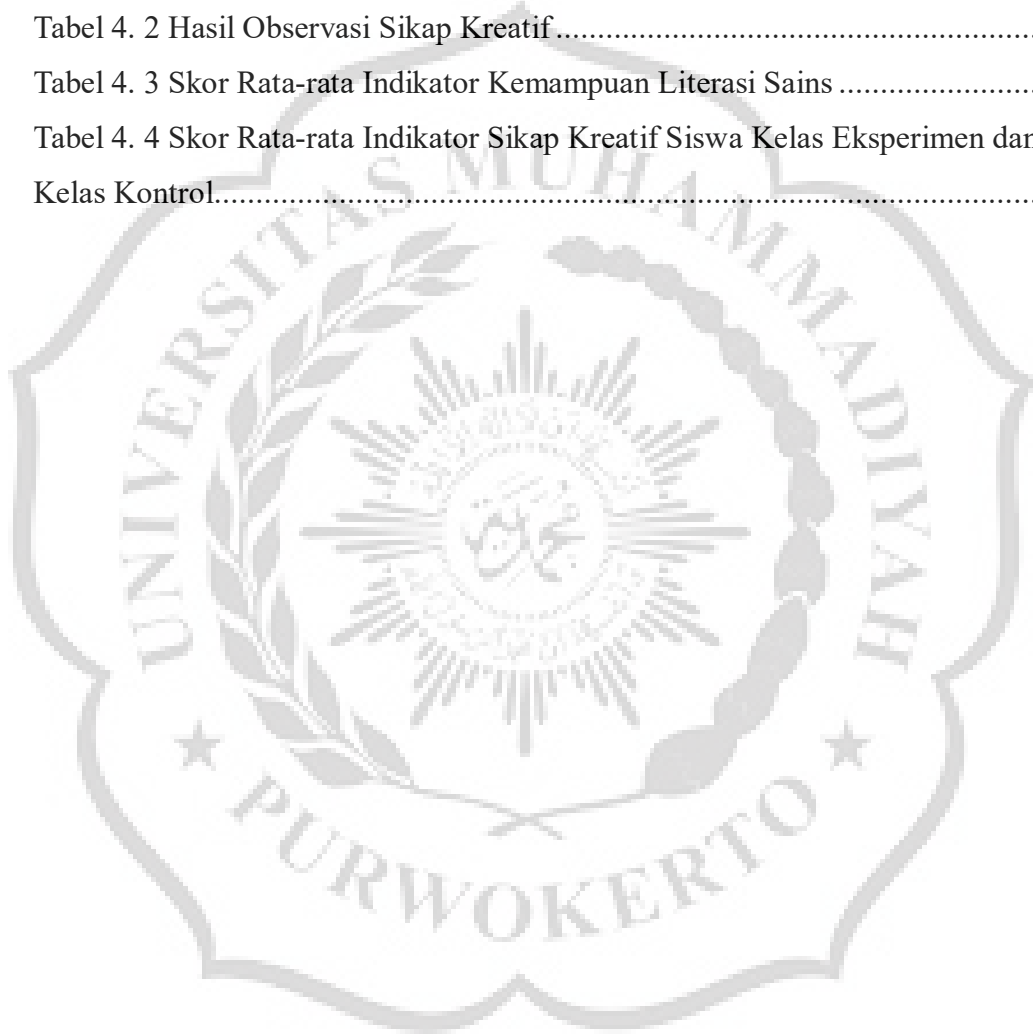 Tabel 4. 2 Hasil Observasi Sikap Kreatif................................................................
Tabel 4. 3 Skor Rata-rata Indikator Kemampuan Literasi Sains ........................
Tabel 4. 4 Skor Rata-rata Indikator Sikap Kreatif Siswa Kelas Eksperimen dan
Kelas Kontrol....................................................................................................
UNIVERSITAS MUHAMMADIYAH
PURWOKERTO